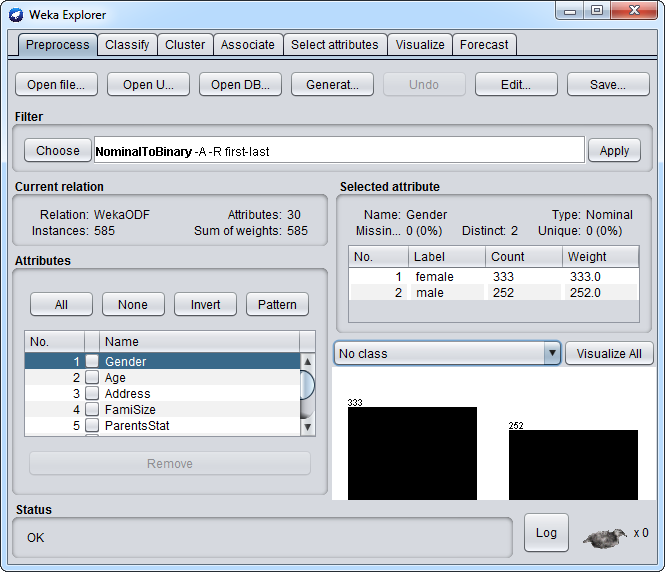 Weka Explorer
Preprocess Classify Cluster Associate Select attributes Visualize Forecast
Open file... Open U... Open DB... Generat... Undo Edit... Save...
Filter
Choose NominalToBinary -A -R first-last Apply
Current relation
Relation: WekaODF Attributes: 30
Instances: 585 Sum of weights: 585
Attributes
All None Invert Pattern
No. Name
1 Gender
2 Age
3 Address
4 FamiSize
5 ParentsStat
Remove
Selected attribute
Name: Gender Type: Nominal
Missin... 0 (0%) Distinct: 2 Unique: 0 (0%)
No. Label Count Weight
1 female 333 333.0
2 male 252 252.0
No class Visualize All
333
252
Status
OK Log x 0